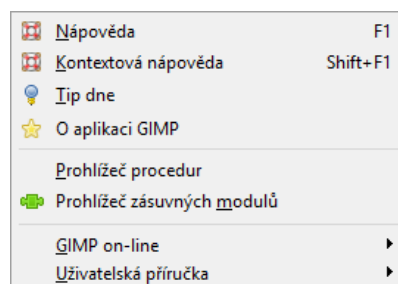 Nápověda F1
Kontextová nápověda Shift+F1
Tip dne
O aplikaci GIMP
Prohlížeč procedur
Prohlížeč zásuvných modulů
GIMP on-line
Uživatelská příručka